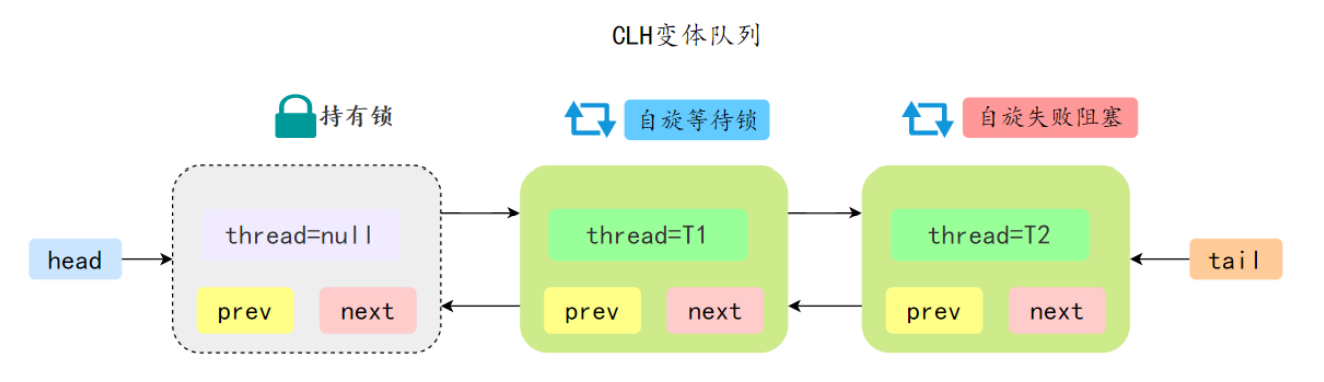 CLH变体队列
持有锁
自旋等待锁
自旋失败阻塞
thread=null
thread=T1
thread=T2
head
tail
prev
next
prev
next
prev
next